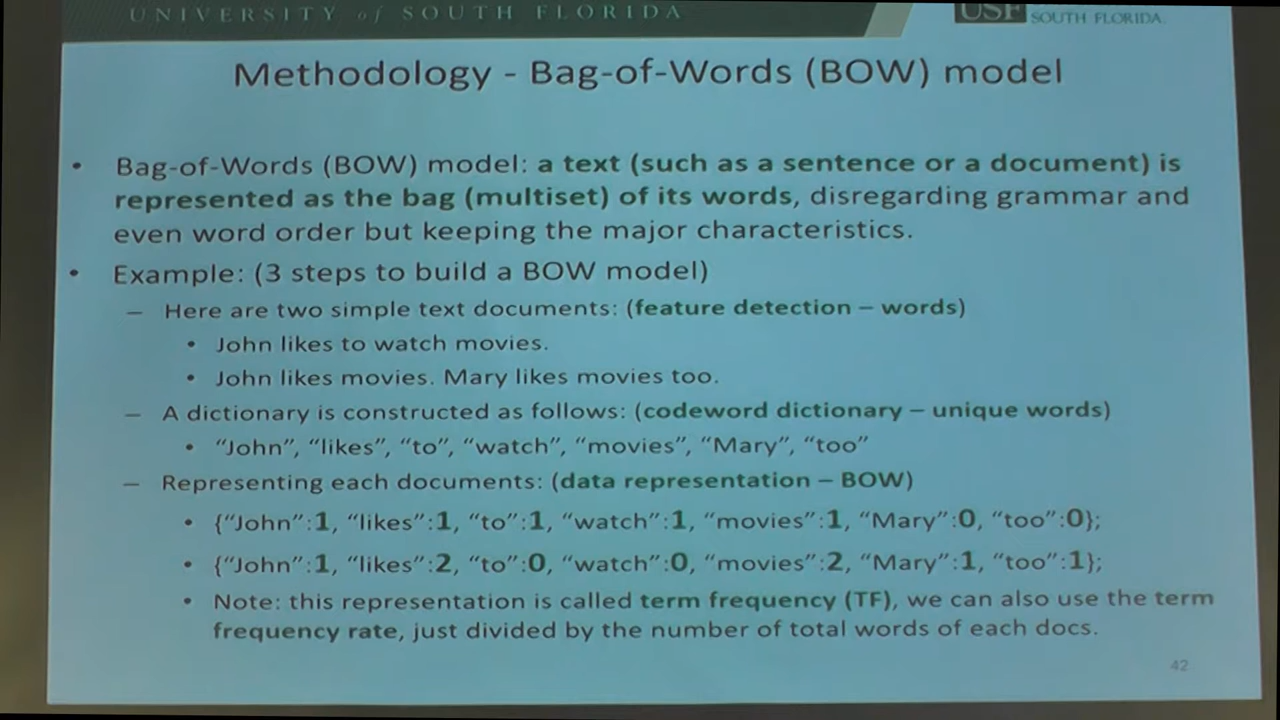 UNIVERSITY of SOUTH FLORIDA
USF SOUTH FLORIDA.
Methodology - Bag-of-Words (BOW) model
• Bag-of-Words (BOW) model: a text (such as a sentence or a document) is
represented as the bag (multiset) of its words, disregarding grammar and
even word order but keeping the major characteristics.
• Example: (3 steps to build a BOW model)
– Here are two simple text documents: (feature detection – words)
• John likes to watch movies.
• John likes movies. Mary likes movies too.
– A dictionary is constructed as follows: (codeword dictionary – unique words)
• “John”, “likes”, “to”, “watch”, “movies”, “Mary”, “too”
– Representing each documents: (data representation – BOW)
• {“John”:1, “likes”:1, “to”:1, “watch”:1, “movies”:1, “Mary”:0, “too”:0};
• {“John”:1, “likes”:2, “to”:0, “watch”:0, “movies”:2, “Mary”:1, “too”:1};
• Note: this representation is called term frequency (TF), we can also use the term
frequency rate, just divided by the number of total words of each docs.
42